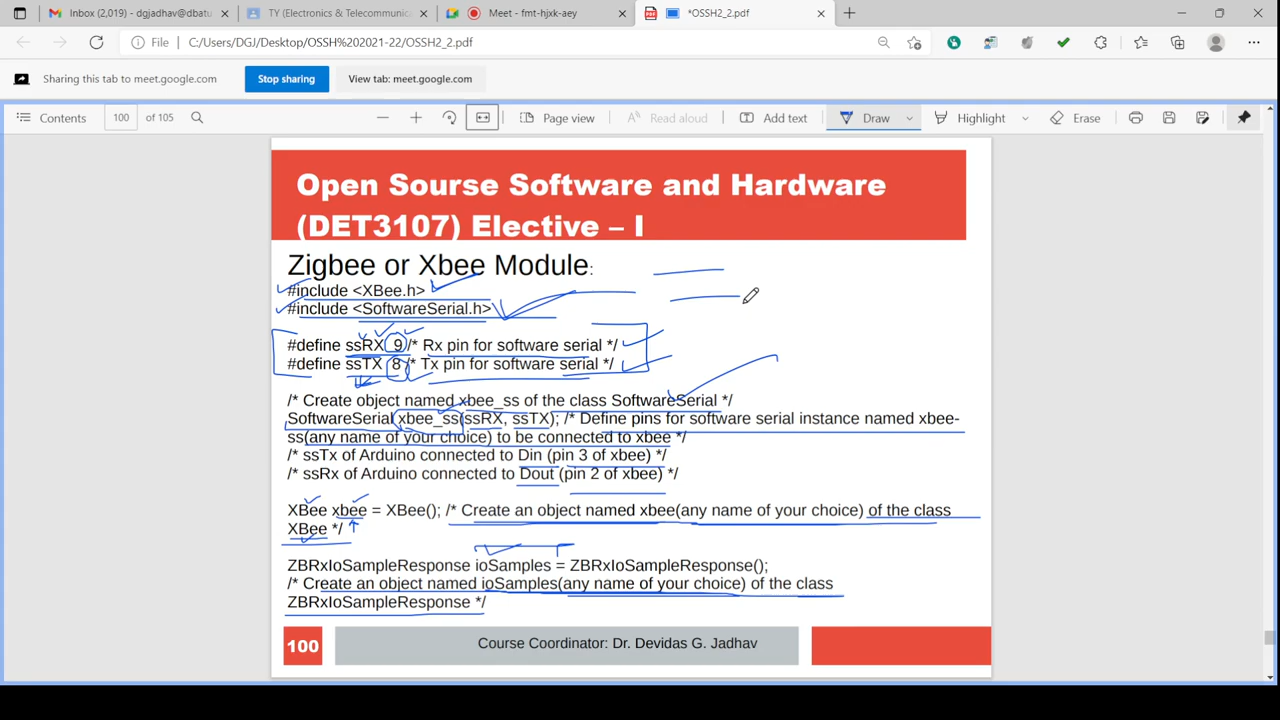 Inbox (2,019) - dgjadhav@dbatu
TY (Electronics & Telecommunica
Meet - fmt-hjxk-aey
*OSSH2_2.pdf
File
C:/Users/DGJ/Desktop/OSSH%202021-22/OSSH2_2.pdf
Sharing this tab to meet.google.com
Stop sharing
View tab: meet.google.com
Contents
100 of 105
Page view
Read aloud
Add text
Draw
Highlight
Erase
Open Sourse Software and Hardware
(DET3107) Elective – I
Zigbee or Xbee Module:
#include <XBee.h>
#include <SoftwareSerial.h>
#define ssRX 9 /* Rx pin for software serial */
#define ssTX 8 /* Tx pin for software serial */
/* Create object named xbee_ss of the class SoftwareSerial */
SoftwareSerial xbee_ss(ssRX, ssTX); /* Define pins for software serial instance named xbee-
ss(any name of your choice) to be connected to xbee */
/* ssTx of Arduino connected to Din (pin 3 of xbee) */
/* ssRx of Arduino connected to Dout (pin 2 of xbee) */
XBee xbee = XBee(); /* Create an object named xbee(any name of your choice) of the class
XBee */
ZBRxIoSampleResponse ioSamples = ZBRxIoSampleResponse();
/* Create an object named ioSamples(any name of your choice) of the class
ZBRxIoSampleResponse */
100
Course Coordinator: Dr. Devidas G. Jadhav